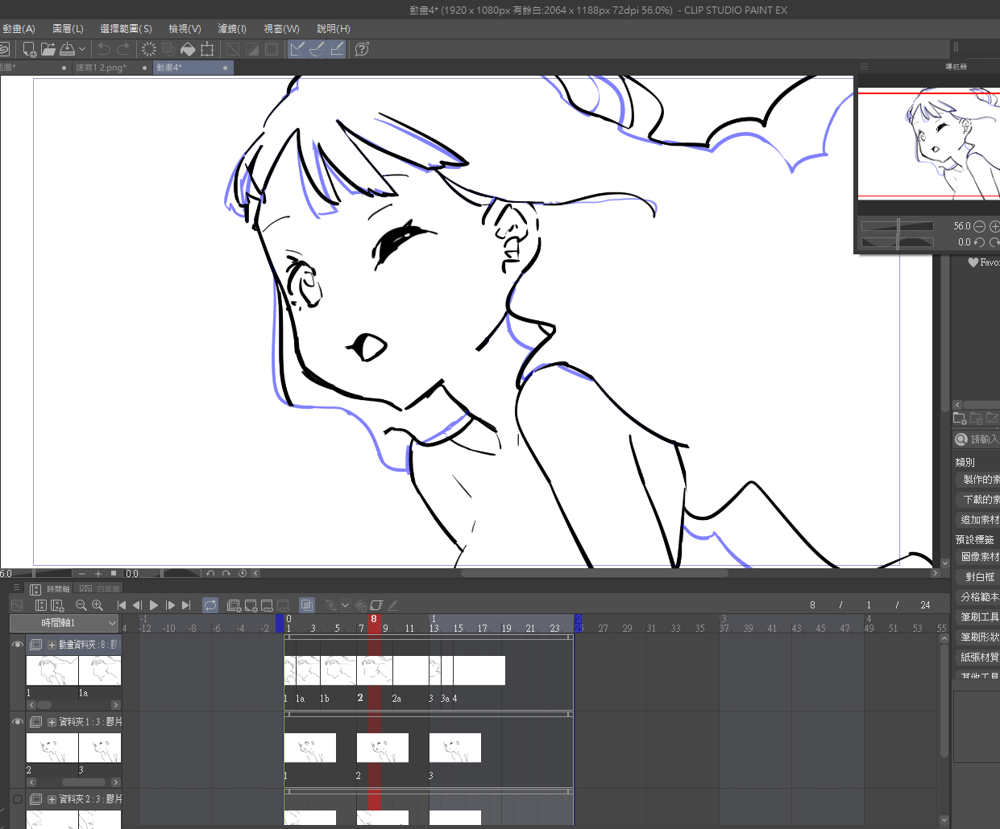 動畫4* (1920 x 1080px 有餘白:2064 x 1188px 72dpi 56.0%) - CLIP STUDIO PAINT EX
動畫(A) 圖層(L) 選擇範圍(S) 檢視(V) 濾鏡(I) 視窗(W) 說明(H)
速寫1 2.png* 動畫4*
導航器
56.0
0.0
Favo
請輸入
類別
製作的素
下載的素
追加素材
預設標籤
圖像素材
對白框
分格範本
筆刷工具
筆刷形狀
紙張材質
其他工具
6.0 0.0
時間軸 四面圖
8 / 1 / 24
時間軸1
4 -12 -10 -8 -6 -4 -2 1 3 5 7 9 11 13 15 17 19 21 23 25 27 29 31 33 35 37 39 41 43 45 47 49 51 53 55
-1 0 8 1 2 3 4
動畫資料夾 : 8 : 膠片
1 1a
1 1a 1b 2 2a 3 3a 4
資料夾 1 : 3 : 膠片
2 3
1 2 3
資料夾 2 : 3 : 膠片